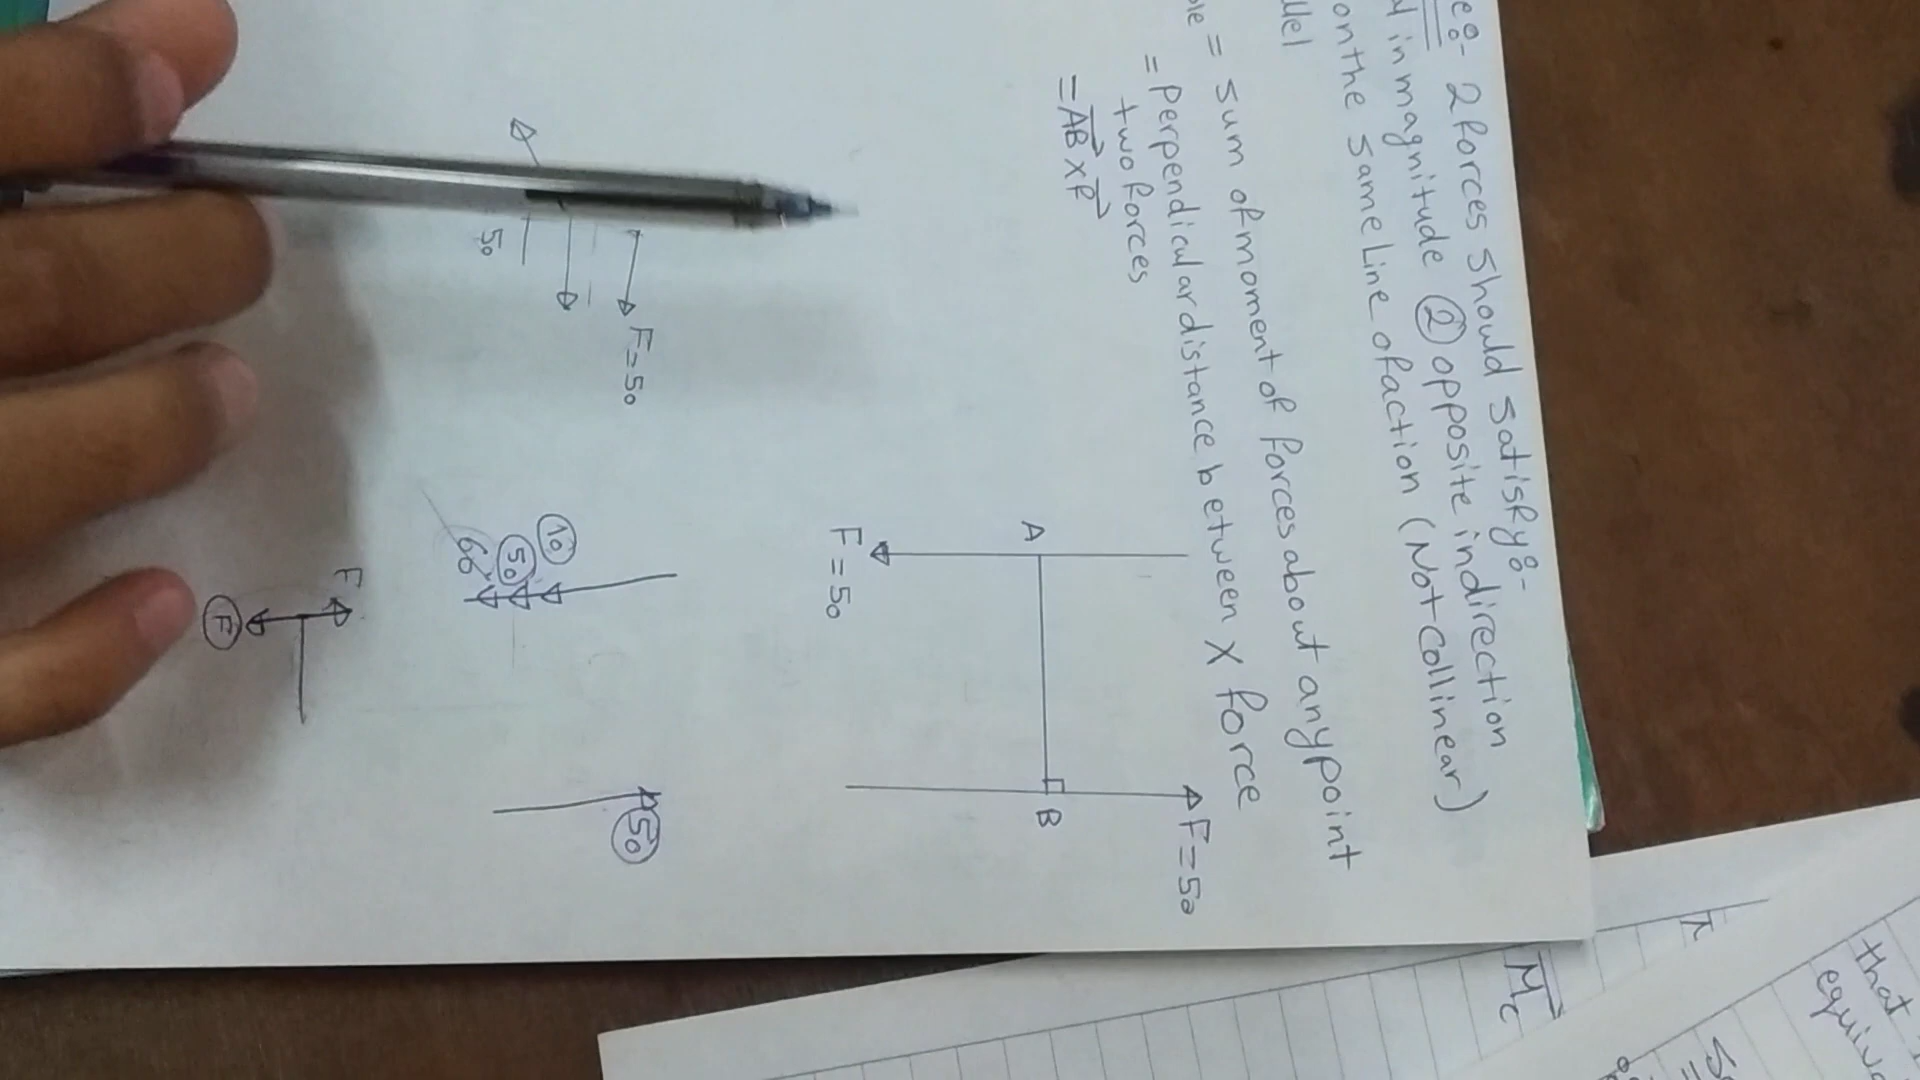 2 forces should satisfy:-
in magnitude ② opposite in direction
on the same line of action (Not collinear)
= sum of moment of forces about any point
= perpendicular distance between X force
two forces
= AB x F
F = 50
B
A
F = 50
F = 50
50
50
10
50
60
F
F
M_c
that